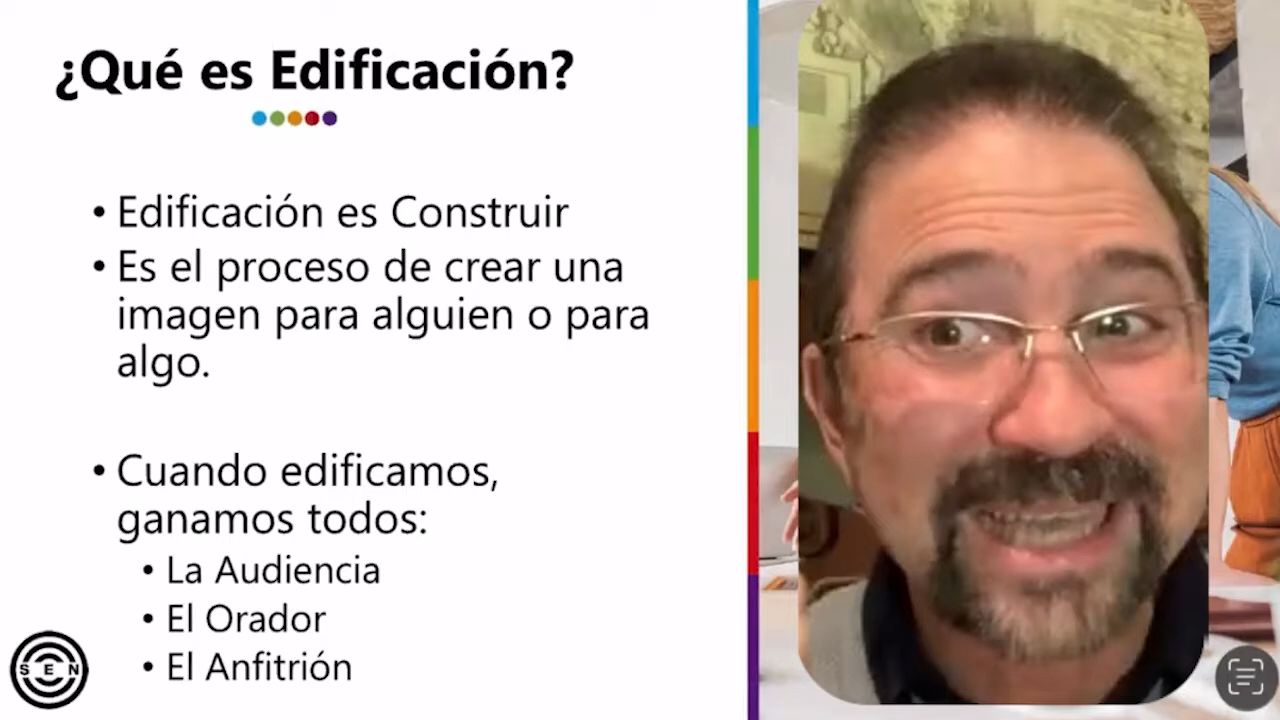 ¿Qué es Edificación?
• Edificación es Construir
• Es el proceso de crear una
imagen para alguien o para
algo.
• Cuando edificamos,
ganamos todos:
• La Audiencia
• El Orador
• El Anfitrión
SEN